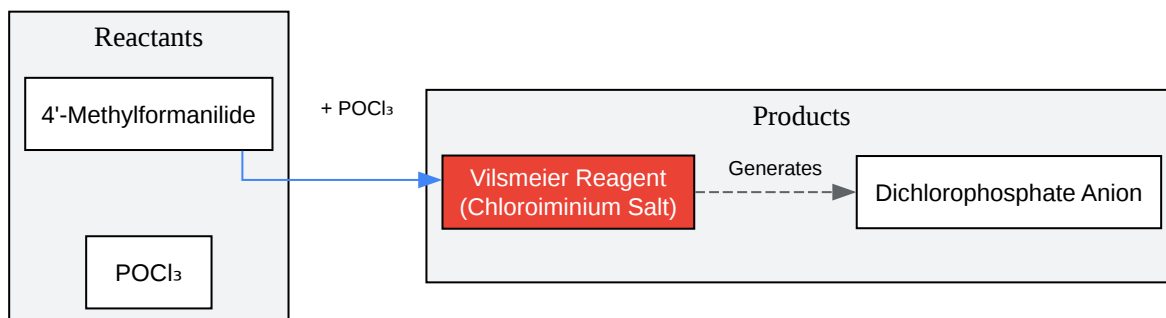 Reactants
4'-Methylformanilide
+ POCl₃
Products
Vilsmeier Reagent
(Chloroiminium Salt)
Generates
Dichlorophosphate Anion
POCl₃